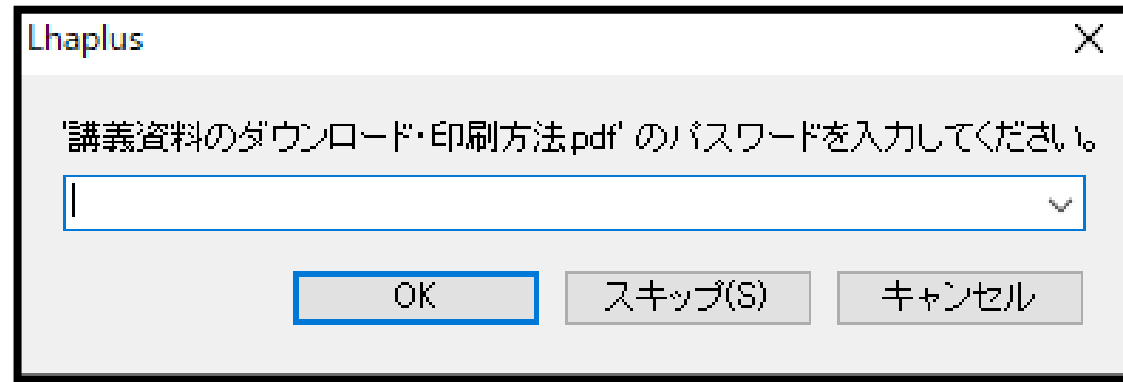 Lhaplus
'講義資料のダウンロード・印刷方法.pdf' のパスワードを入力してください。
OK
スキップ(S)
キャンセル